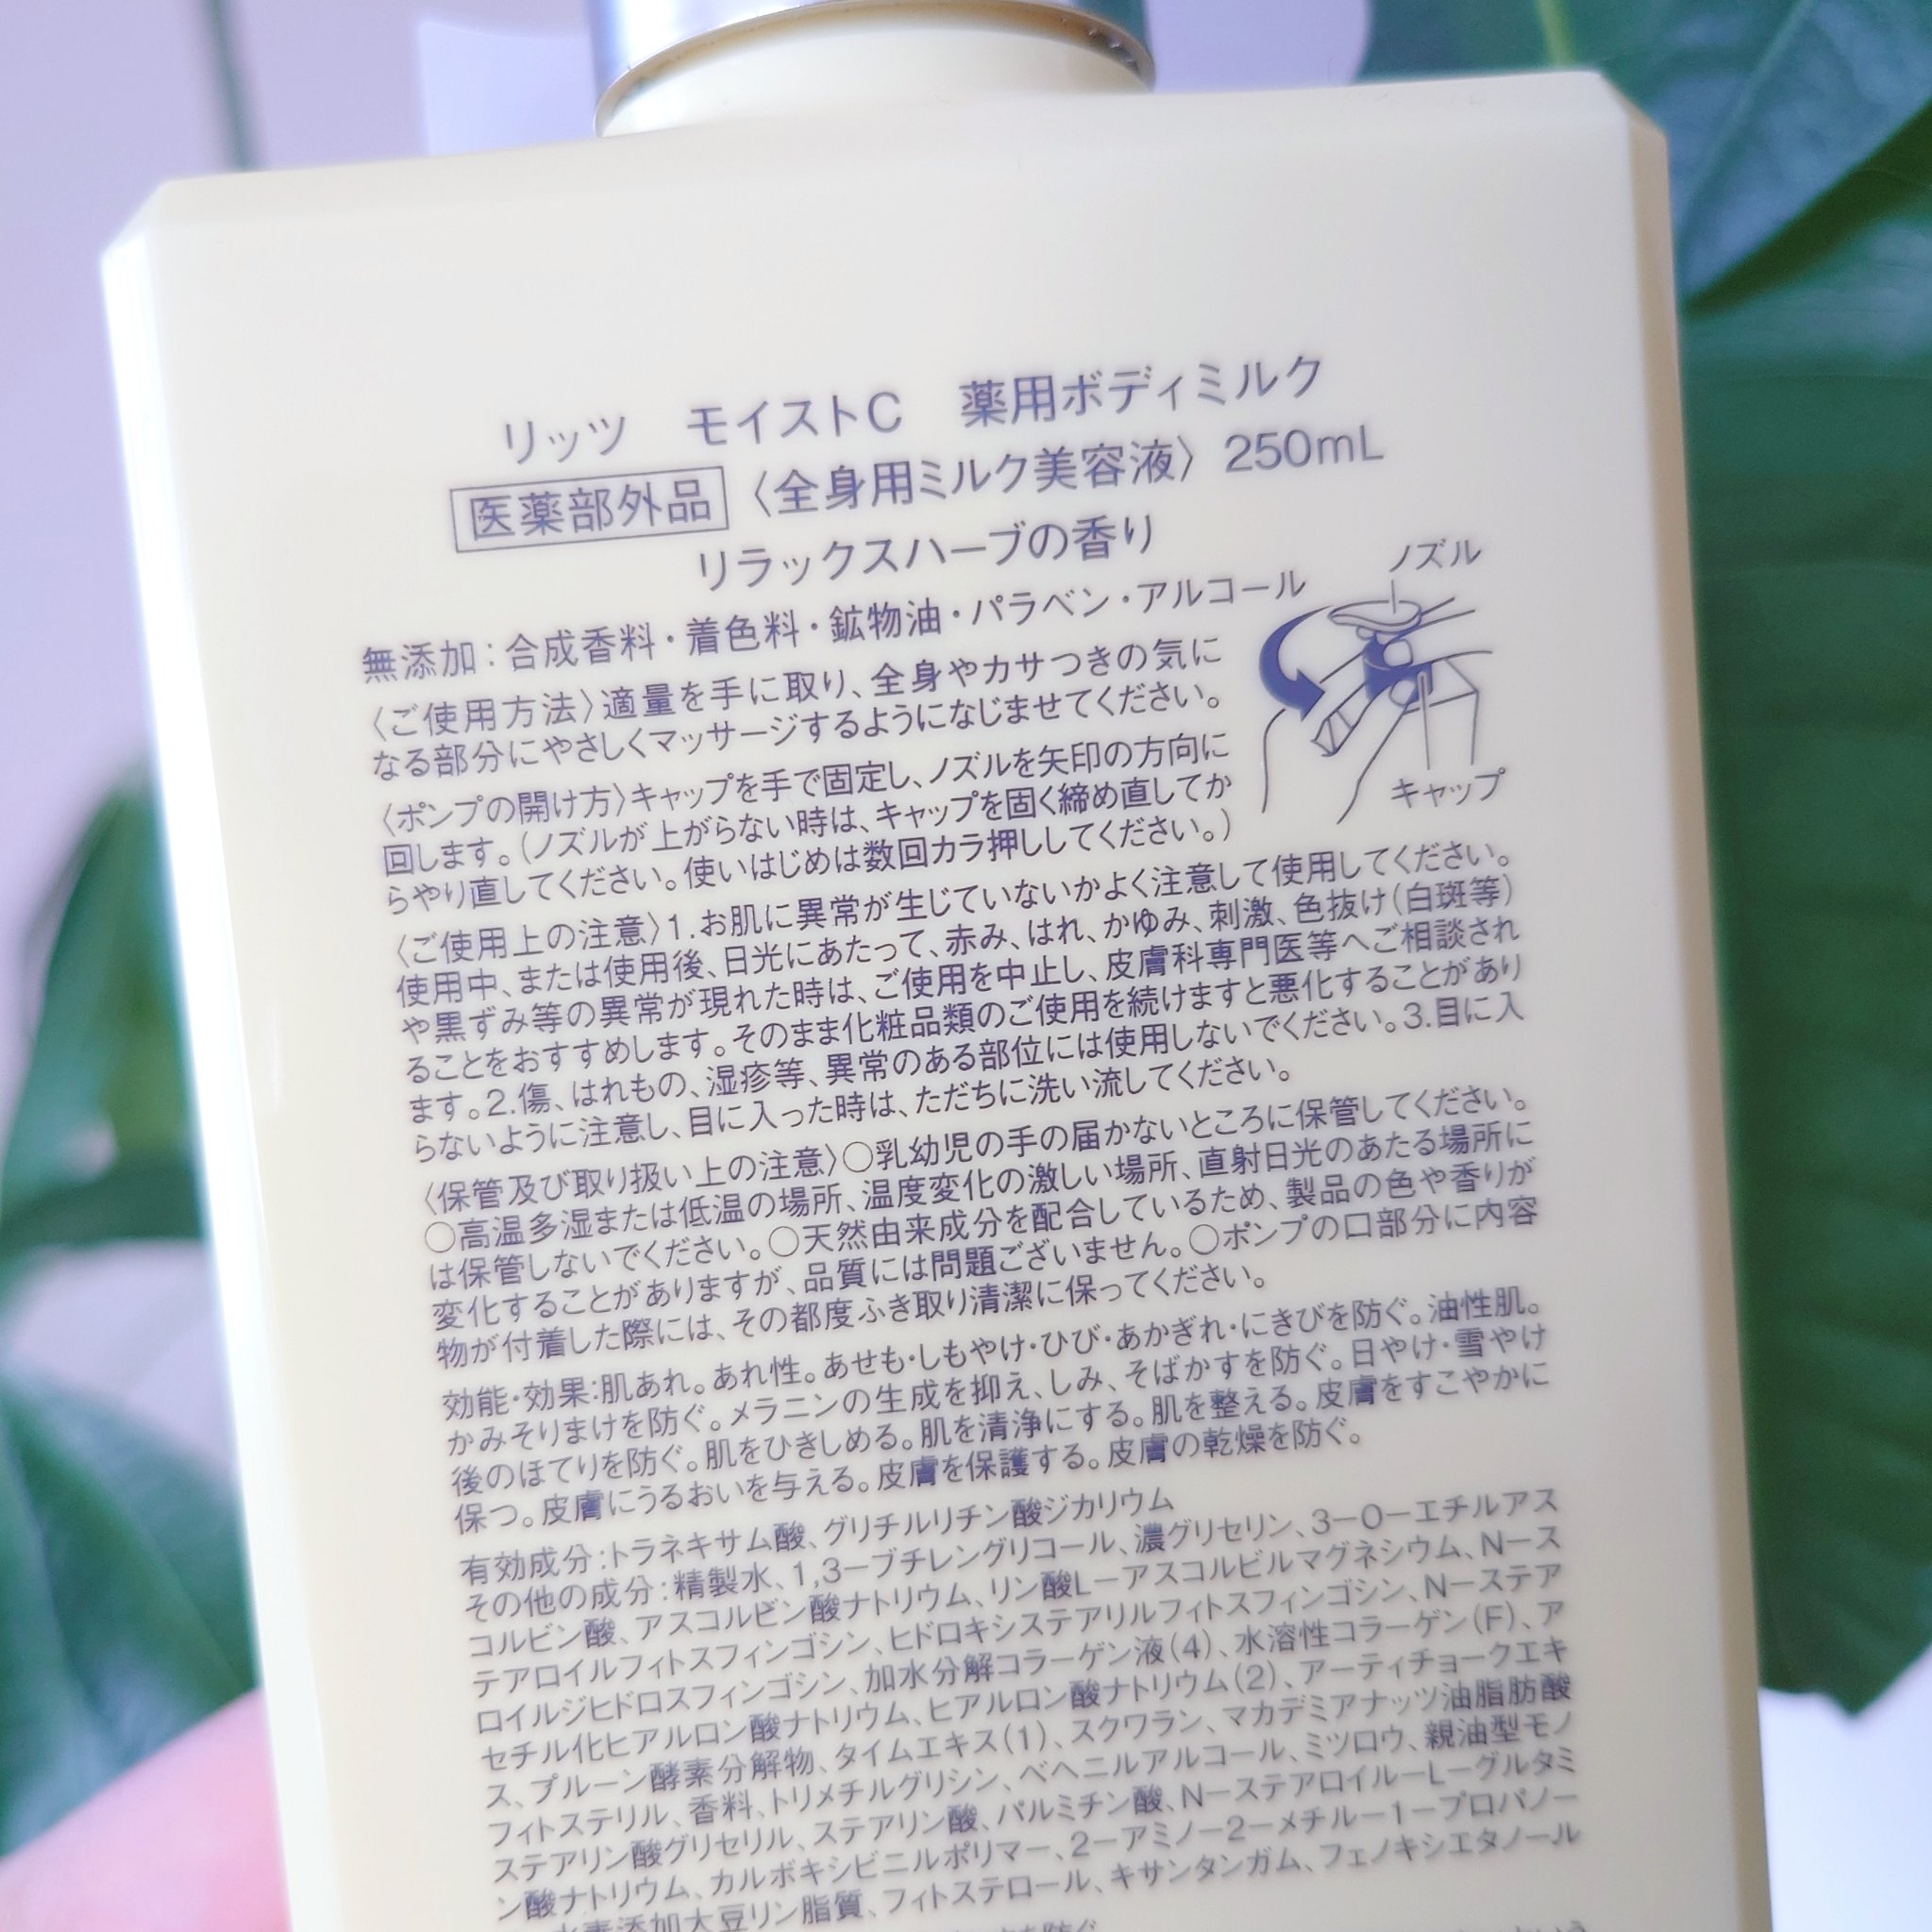 リッツ モイストC 薬用ボディミルク
医薬部外品 〈全身用ミルク美容液〉 250mL
リラックスハーブの香り
無添加：合成香料・着色料・鉱物油・パラベン・アルコール
ノズル
〈ご使用方法〉適量を手に取り、全身やカサつきの気に
なる部分にやさしくマッサージするようになじませてください。
〈ポンプの開け方〉キャップを手で固定し、ノズルを矢印の方向に
回します。(ノズルが上がらない時は、キャップを固く締め直してか
らやり直してください。使いはじめは数回カラ押ししてください。)
キャップ
〈ご使用上の注意〉1.お肌に異常が生じていないかよく注意して使用してください。
使用中、または使用後、日光にあたって、赤み、はれ、かゆみ、刺激、色抜け(白斑等)
や黒ずみ等の異常が現れた時は、ご使用を中止し、皮膚科専門医等へご相談され
ることをおすすめします。そのまま化粧品類のご使用を続けますと悪化することがあり
ます。2.傷、はれもの、湿疹等、異常のある部位には使用しないでください。3.目に入
らないように注意し、目に入った時は、ただちに洗い流してください。
〈保管及び取り扱い上の注意〉○乳幼児の手の届かないところに保管してください。
○高温多湿または低温の場所、温度変化の激しい場所、直射日光のあたる場所に
は保管しないでください。○天然由来成分を配合しているため、製品の色や香りが
変化することがありますが、品質には問題ございません。○ポンプの口部分に内容
物が付着した際には、その都度ふき取り清潔に保ってください。
効能・効果：肌あれ。あれ性。あせも・しもやけ・ひび・あかぎれ・にきびを防ぐ。油性肌。
かみそりまけを防ぐ。メラニンの生成を抑え、しみ、そばかすを防ぐ。日やけ・雪やけ
後のほてりを防ぐ。肌をひきしめる。肌を清浄にする。肌を整える。皮膚をすこやかに
保つ。皮膚にうるおいを与える。皮膚を保護する。皮膚の乾燥を防ぐ。
有効成分：トラネキサム酸、グリチルリチン酸ジカリウム
その他の成分：精製水、1,3－ブチレングリコール、濃グリセリン、3－O－エチルアス
コルビン酸、アスコルビン酸ナトリウム、リン酸L－アスコルビルマグネシウム、N－ス
テアロイルフィトスフィンゴシン、ヒドロキシステアリルフィトスフィンゴシン、N－ステア
ロイルジヒドロスフィンゴシン、加水分解コラーゲン液(4)、水溶性コラーゲン(F)、ア
セチル化ヒアルロン酸ナトリウム、ヒアルロン酸ナトリウム(2)、アーティチョークエキ
ス、プルーン酵素分解物、タイムエキス(1)、スクワラン、マカデミアナッツ油脂肪酸
フィトステリル、香料、トリメチルグリシン、ベヘニルアルコール、ミツロウ、親油型モノ
ステアリン酸グリセリル、ステアリン酸、パルミチン酸、N－ステアロイル－L－グルタミ
ン酸ナトリウム、カルボキシビニルポリマー、2－アミノ－2－メチル－1－プロパノー
水素添加大豆リン脂質、フィトステロール、キサンタンガム、フェノキシエタノール